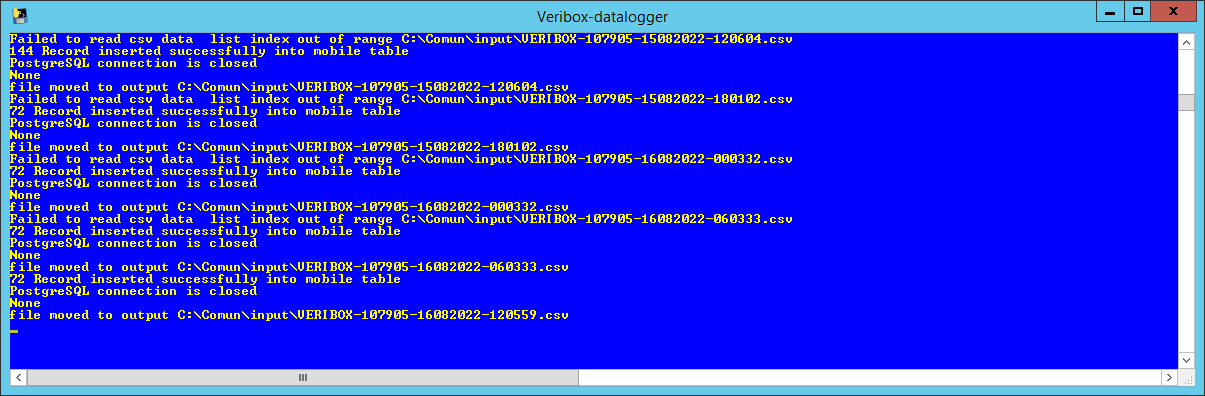 Veribox-datalogger
Failed to read csv data  list index out of range C:\Comun\input\VERIBOX-107905-15082022-120604.csv
144 Record inserted successfully into mobile table
PostgreSQL connection is closed
None
file moved to output C:\Comun\input\VERIBOX-107905-15082022-120604.csv
Failed to read csv data  list index out of range C:\Comun\input\VERIBOX-107905-15082022-180102.csv
72 Record inserted successfully into mobile table
PostgreSQL connection is closed
None
file moved to output C:\Comun\input\VERIBOX-107905-15082022-180102.csv
Failed to read csv data  list index out of range C:\Comun\input\VERIBOX-107905-16082022-000332.csv
72 Record inserted successfully into mobile table
PostgreSQL connection is closed
None
file moved to output C:\Comun\input\VERIBOX-107905-16082022-000332.csv
Failed to read csv data  list index out of range C:\Comun\input\VERIBOX-107905-16082022-060333.csv
72 Record inserted successfully into mobile table
PostgreSQL connection is closed
None
file moved to output C:\Comun\input\VERIBOX-107905-16082022-060333.csv
72 Record inserted successfully into mobile table
PostgreSQL connection is closed
None
file moved to output C:\Comun\input\VERIBOX-107905-16082022-120559.csv